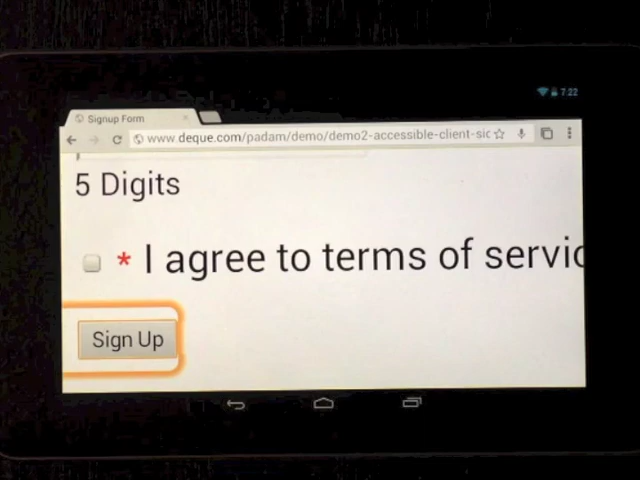 7:22
Signup Form
www.deque.com/padam/demo/demo2-accessible-client-sic
5 Digits
* I agree to terms of servic
Sign Up